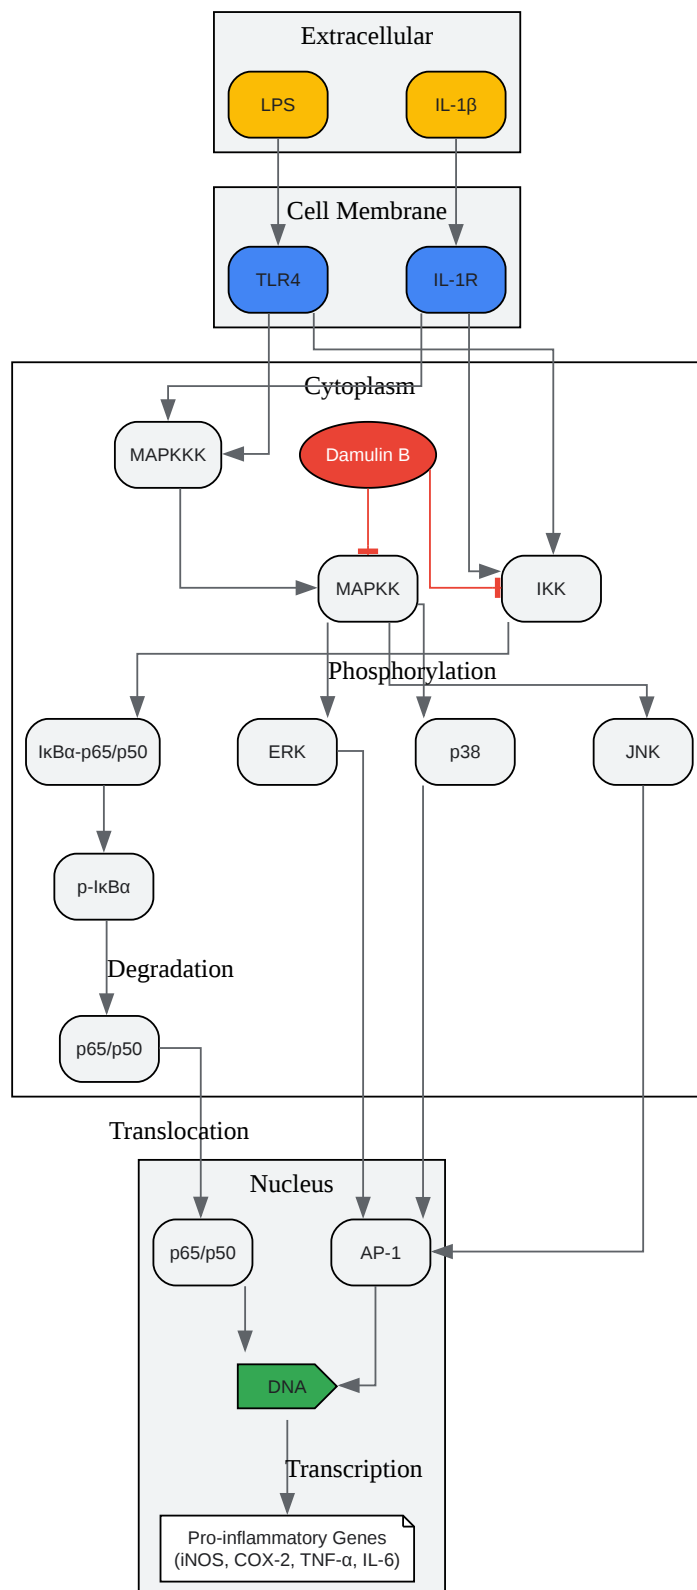 Extracellular
LPS
IL-1β
Cell Membrane
TLR4
IL-1R
Cytoplasm
MAPKKK
Damulin B
MAPKK
IKK
Phosphorylation
IκBα-p65/p50
ERK
p38
JNK
p-IκBα
Degradation
p65/p50
Translocation
Nucleus
p65/p50
AP-1
DNA
Transcription
Pro-inflammatory Genes
(iNOS, COX-2, TNF-α, IL-6)